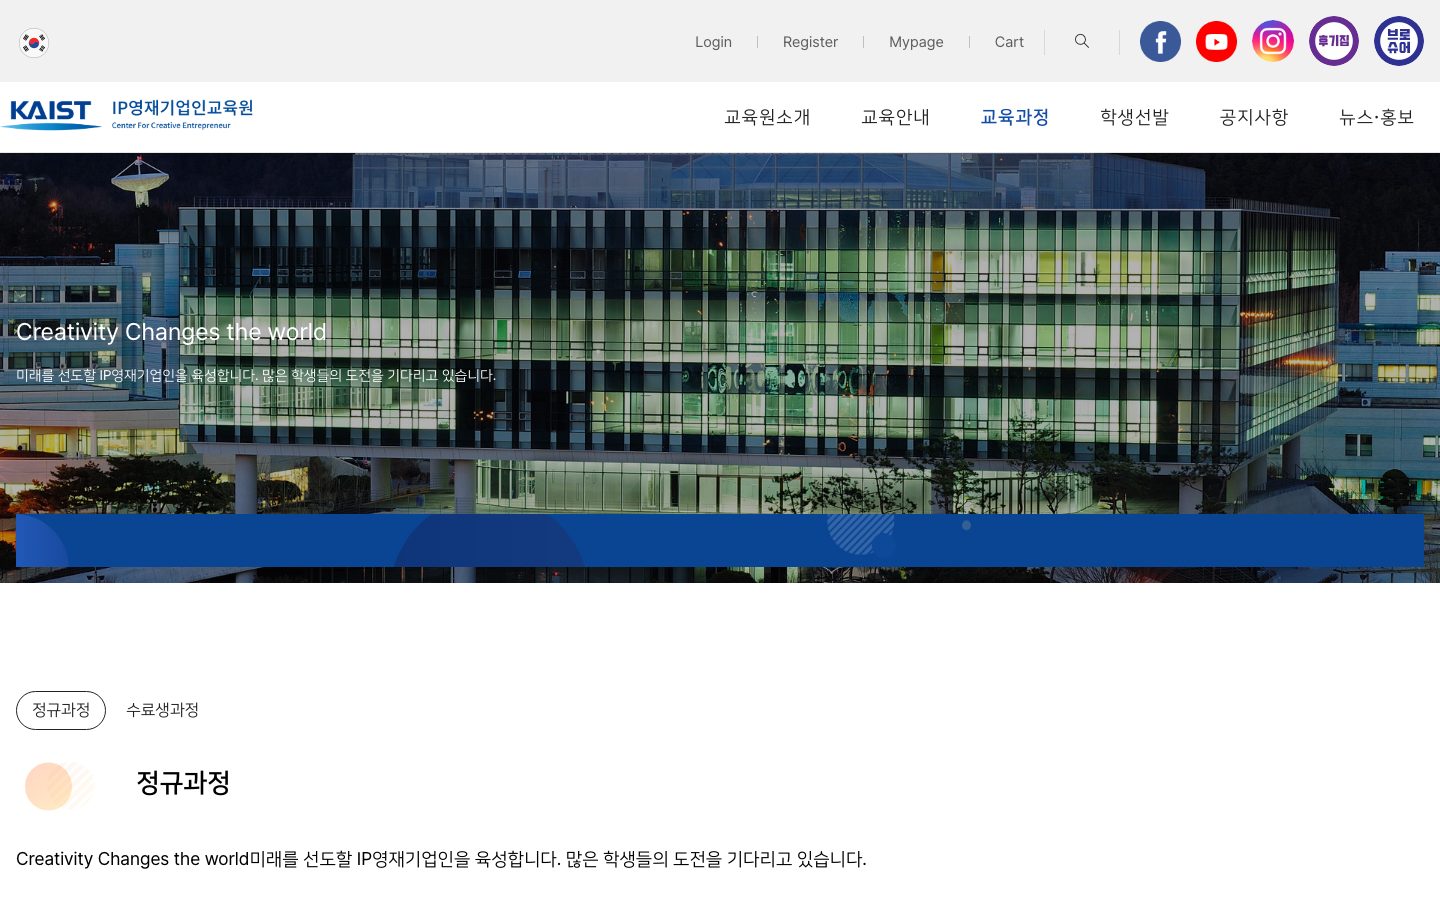 Login
Register
Mypage
Cart
후기집
브로
슈어
KAIST
IP영재기업인교육원
Center For Creative Entrepreneur
교육원소개
교육안내
교육과정
학생선발
공지사항
뉴스·홍보
Creativity Changes the world
미래를 선도할 IP영재기업인을 육성합니다. 많은 학생들의 도전을 기다리고 있습니다.
정규과정
수료생과정
정규과정
Creativity Changes the world미래를 선도할 IP영재기업인을 육성합니다. 많은 학생들의 도전을 기다리고 있습니다.